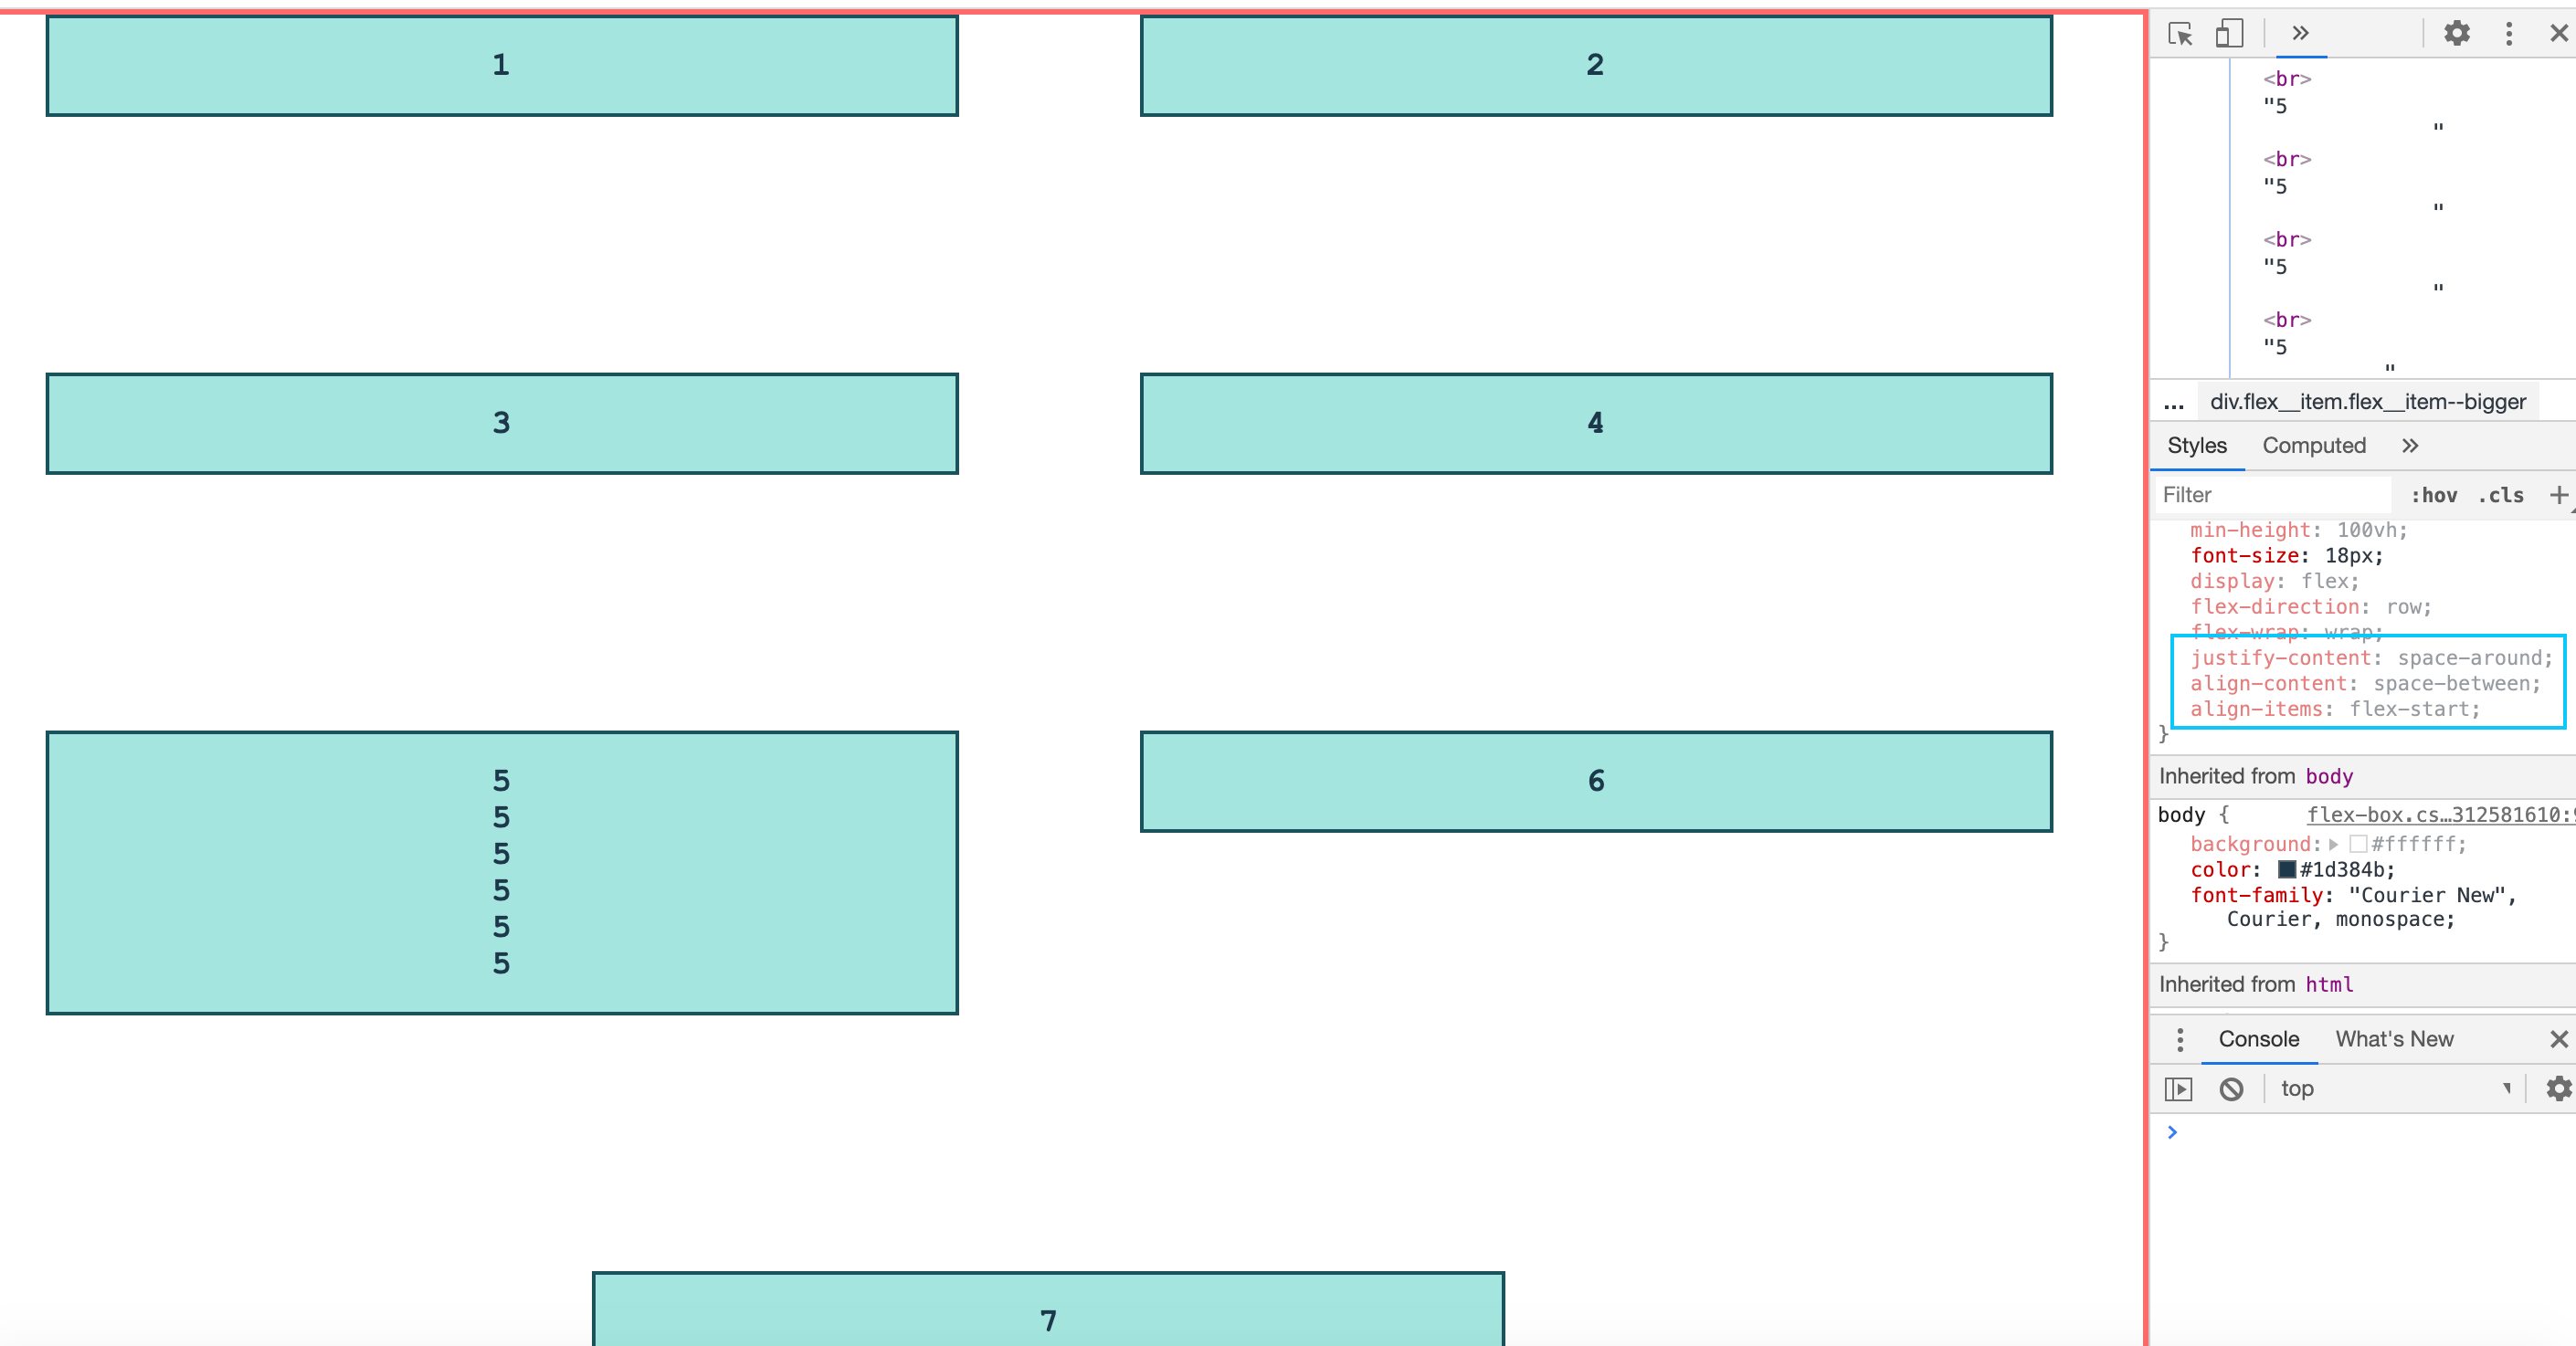 1
2
3
4
5
5
5
5
5
5
6
7
<br>
"5
"
<br>
"5
"
<br>
"5
"
<br>
"5
"
... div.flex__item.flex__item--bigger
Styles Computed »
Filter :hov .cls +
min-height: 100vh;
font-size: 18px;
display: flex;
flex-direction: row;
flex-wrap: wrap;
justify-content: space-around;
align-content: space-between;
align-items: flex-start;
}
Inherited from body
body { flex-box.cs…312581610:9
background: #ffffff;
color: #1d384b;
font-family: "Courier New",
Courier, monospace;
}
Inherited from html
Console What's New
top